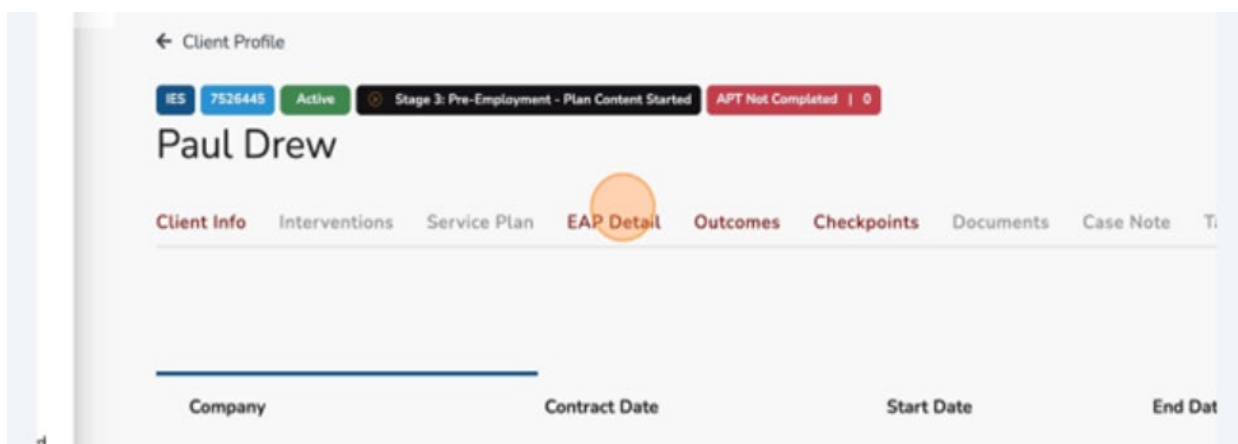 ← Client Profile
IES 7526445 Active Stage 3: Pre-Employment - Plan Content Started APT Not Completed | 0
Paul Drew
Client Info Interventions Service Plan EAP Detail Outcomes Checkpoints Documents Case Note
Company Contract Date Start Date End Dat